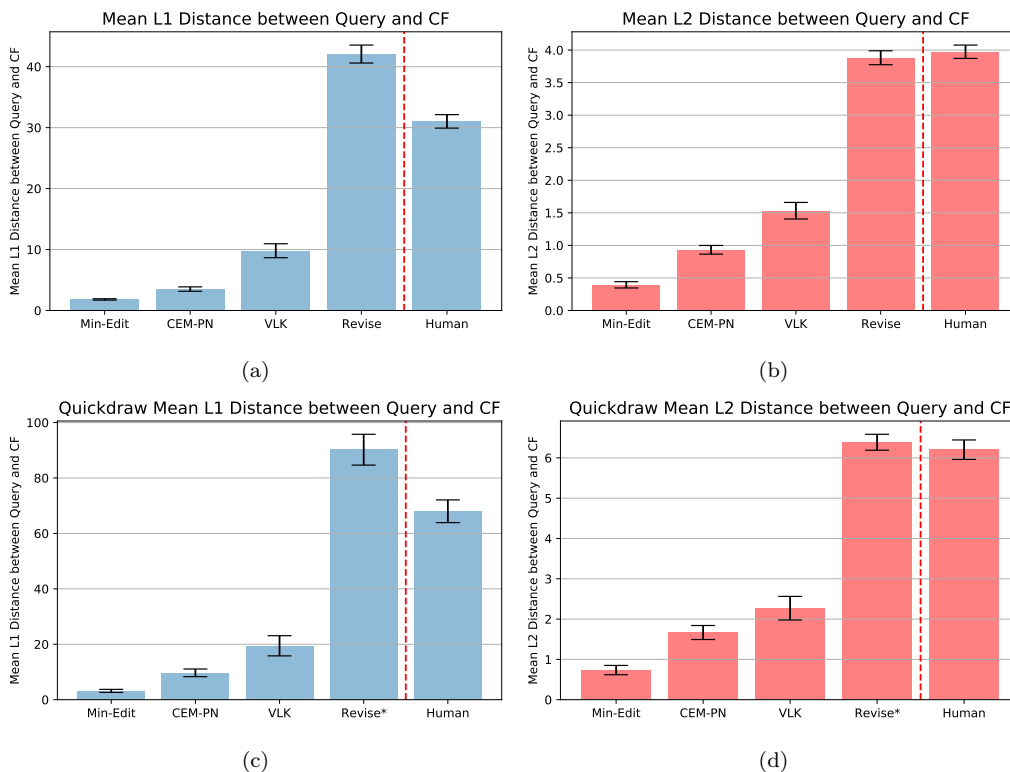 Mean L1 Distance between Query and CF
Mean L1 Distance between Query and CF
40
30
20
10
0
Min-Edit CEM-PN VLK Revise Human
(a)
Mean L2 Distance between Query and CF
Mean L2 Distance between Query and CF
4.0
3.5
3.0
2.5
2.0
1.5
1.0
0.5
0.0
Min-Edit CEM-PN VLK Revise Human
(b)
Quickdraw Mean L1 Distance between Query and CF
Mean L1 Distance between Query and CF
100
80
60
40
20
0
Min-Edit CEM-PN VLK Revise* Human
(c)
Quickdraw Mean L2 Distance between Query and CF
Mean L2 Distance between Query and CF
6
5
4
3
2
1
0
Min-Edit CEM-PN VLK Revise* Human
(d)